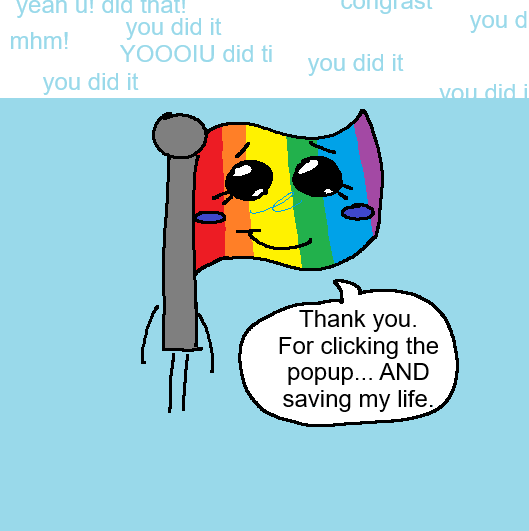 yeah u! did that!
congrast
you did it
you d
mhm!
YOOOIU did ti
you did it
you did it
you did i
Thank you.
For clicking the
popup... AND
saving my life.